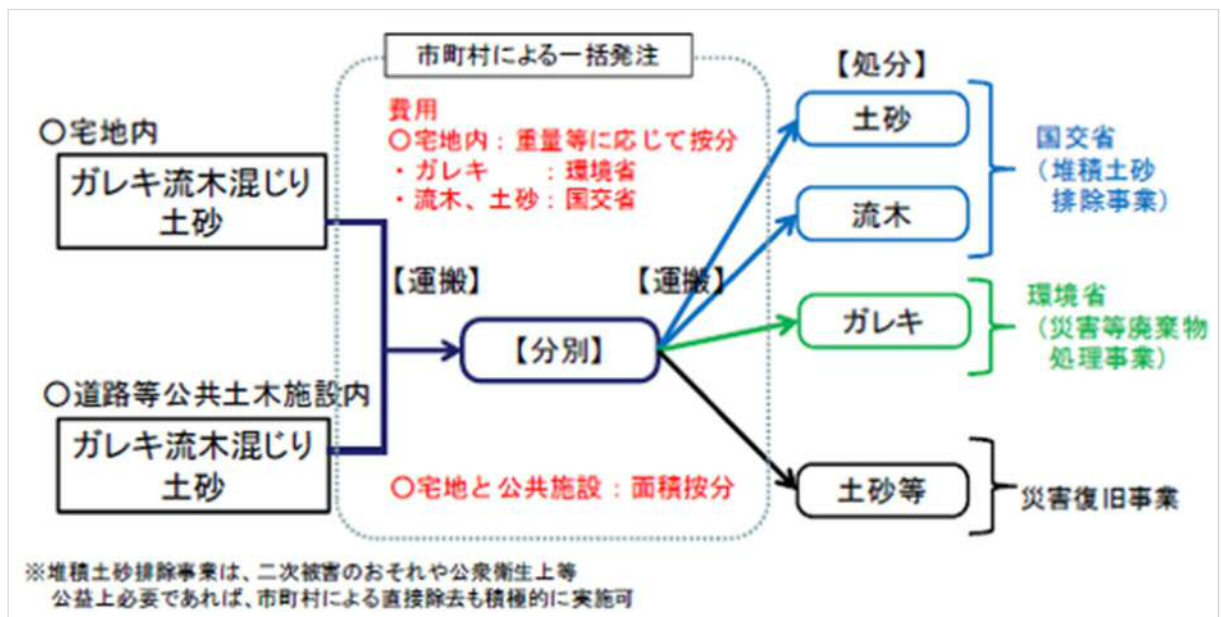 市町村による一括発注
【処分】
費用
〇宅地内：重量等に応じて按分
・ガレキ　　：環境省
・流木、土砂：国交省
〇宅地内
ガレキ流木混じり
土砂
【運搬】
【分別】
【運搬】
〇道路等公共土木施設内
ガレキ流木混じり
土砂
〇宅地と公共施設：面積按分
土砂
流木
国交省
（堆積土砂
排除事業）
ガレキ
環境省
（災害等廃棄物
処理事業）
土砂等
災害復旧事業
※堆積土砂排除事業は、二次被害のおそれや公衆衛生上等
公益上必要であれば、市町村による直接除去も積極的に実施可